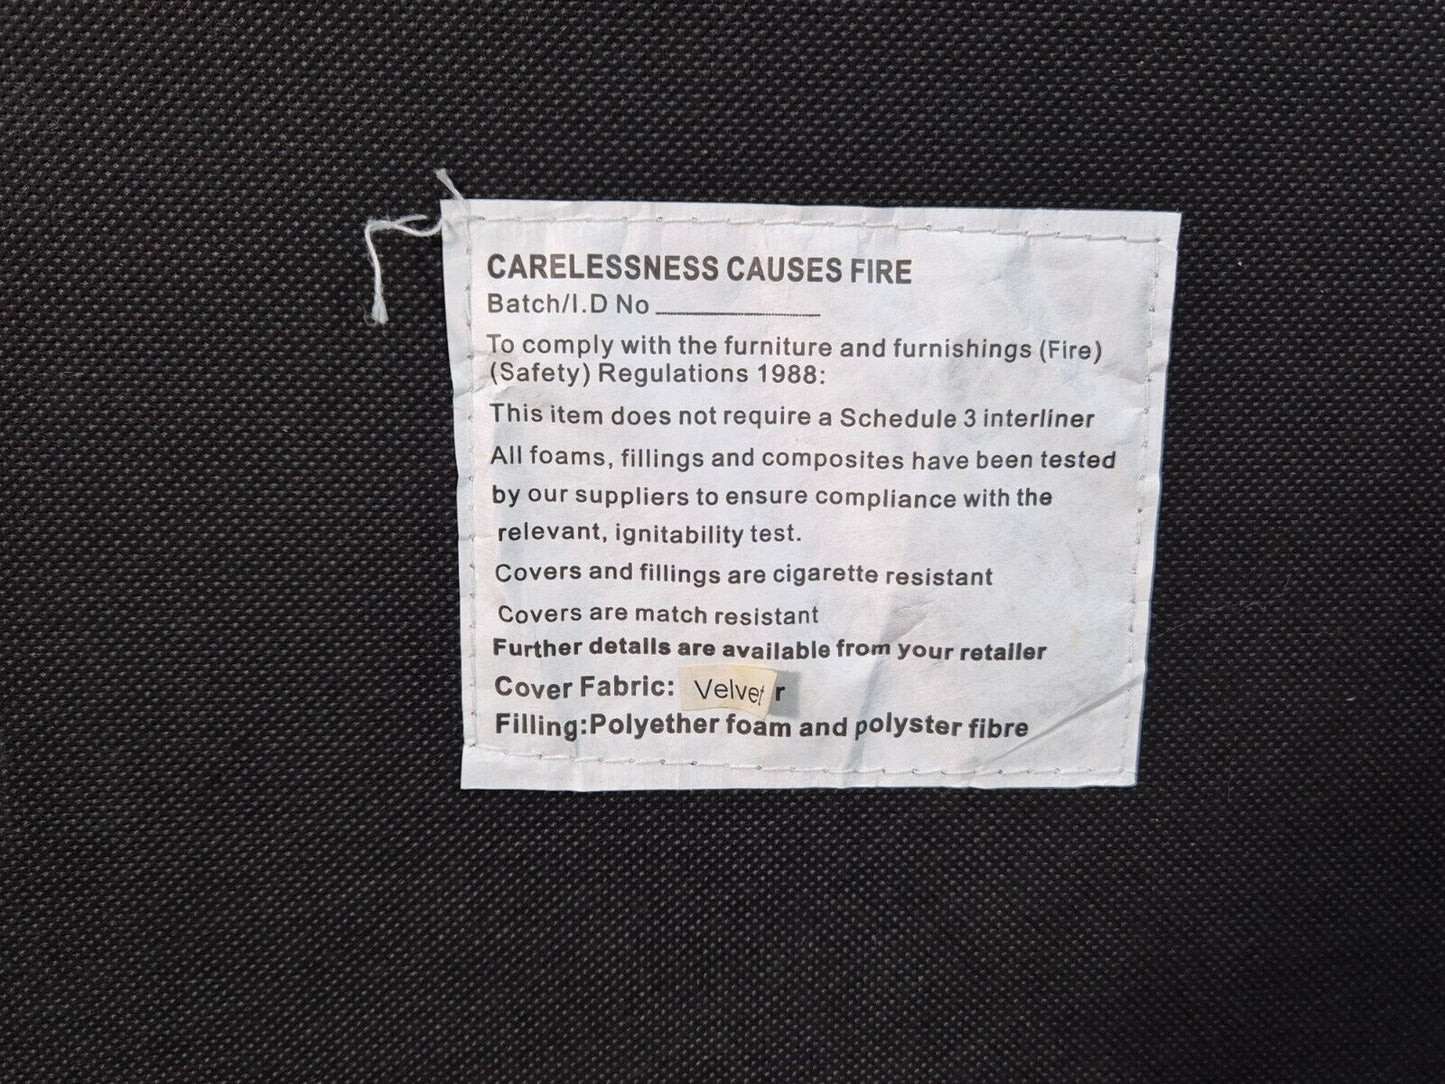 CARELESSNESS CAUSES FIRE
Batch/I.D No ____________
To comply with the furniture and furnishings (Fire)
(Safety) Regulations 1988:
This item does not require a Schedule 3 interliner
All foams, fillings and composites have been tested
by our suppliers to ensure compliance with the
relevant, ignitability test.
Covers and fillings are cigarette resistant
Covers are match resistant
Further details are available from your retailer
Cover Fabric: Velvet r
Filling:Polyether foam and polyster fibre